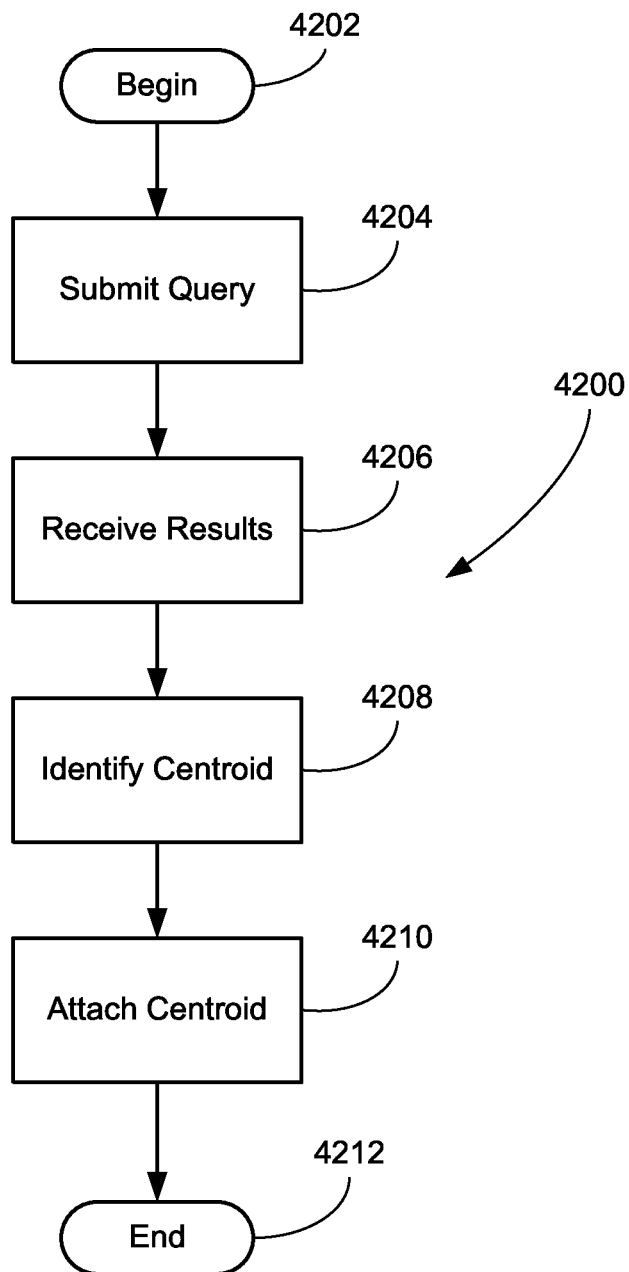 4202
Begin
4204
Submit Query
4200
4206
Receive Results
4208
Identify Centroid
4210
Attach Centroid
4212
End